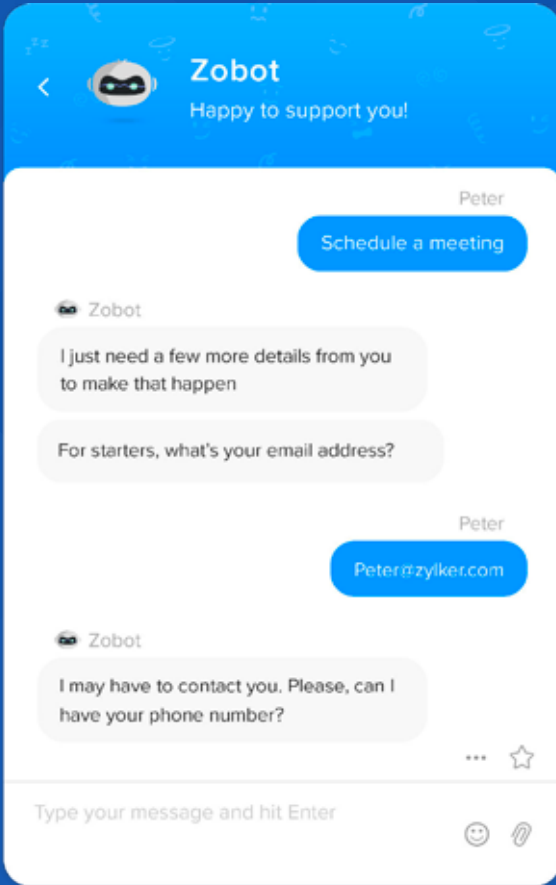 Zobot
Happy to support you!
Peter
Schedule a meeting
Zobot
I just need a few more details from you
to make that happen
For starters, what's your email address?
Peter
Peter@zylker.com
Zobot
I may have to contact you. Please, can I
have your phone number?
Type your message and hit Enter